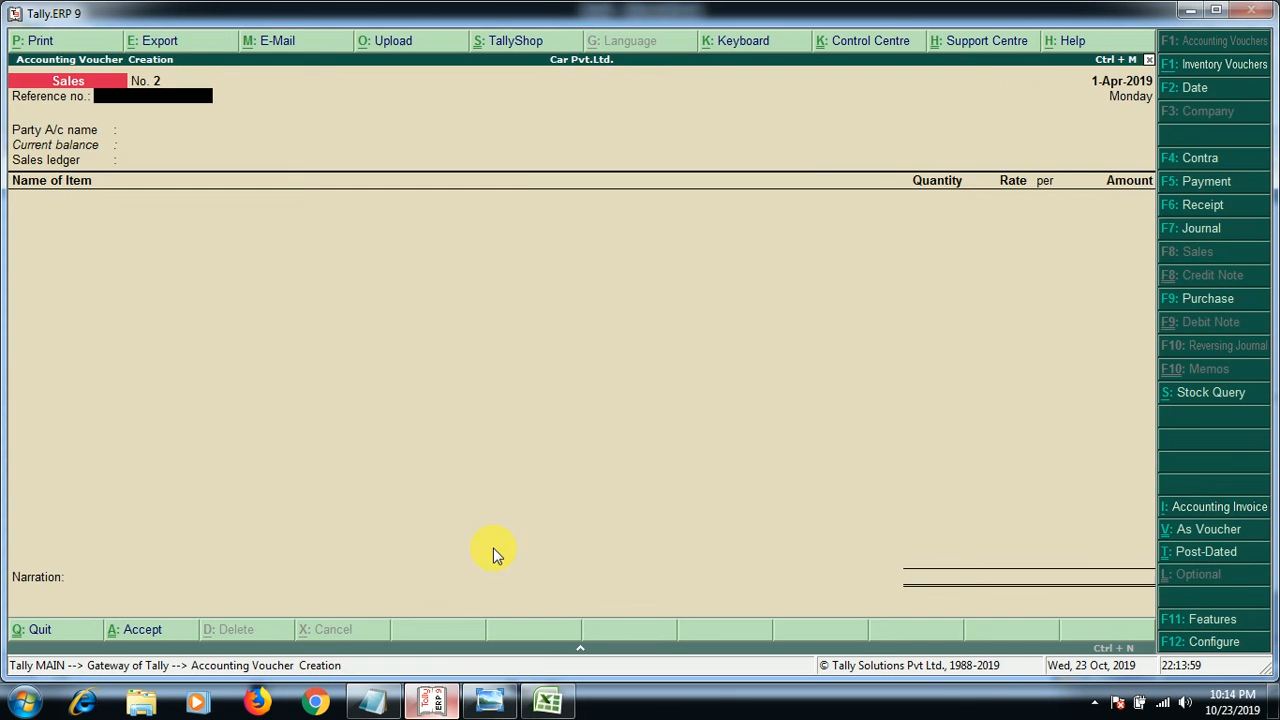 Tally.ERP 9
P: Print E: Export M: E-Mail O: Upload S: TallyShop G: Language K: Keyboard K: Control Centre H: Support Centre H: Help
Accounting Voucher Creation Car Pvt.Ltd. Ctrl + M
Sales No. 2 1-Apr-2019
Reference no.: Monday
Party A/c name :
Current balance :
Sales ledger :
Name of Item Quantity Rate per Amount
Narration:
F1: Accounting Vouchers
F1: Inventory Vouchers
F2: Date
F3: Company
F4: Contra
F5: Payment
F6: Receipt
F7: Journal
F8: Sales
F8: Credit Note
F9: Purchase
F9: Debit Note
F10: Reversing Journal
F10: Memos
S: Stock Query
I: Accounting Invoice
V: As Voucher
T: Post-Dated
L: Optional
F11: Features
F12: Configure
Q: Quit A: Accept D: Delete X: Cancel
Ctrl + N
Tally MAIN --> Gateway of Tally --> Accounting Voucher Creation © Tally Solutions Pvt Ltd., 1988-2019 Wed, 23 Oct, 2019 22:13:59
Tally ERP 9
10:14 PM
10/23/2019